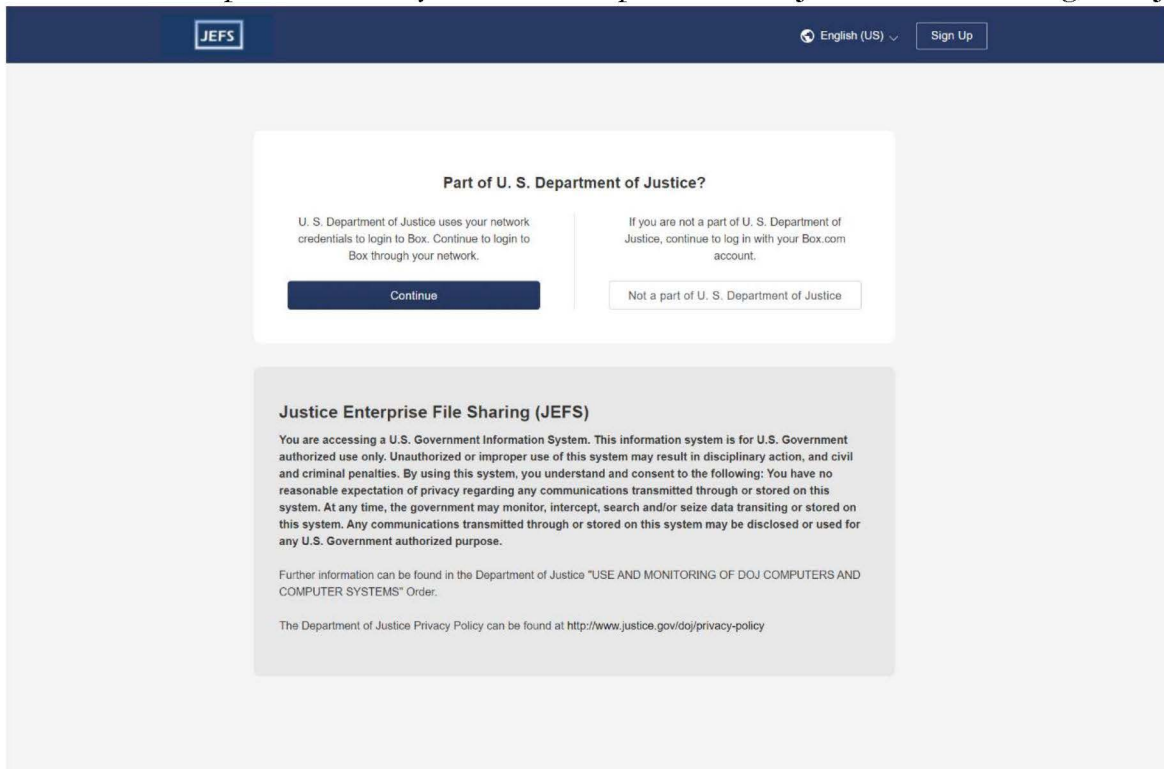 JEFS
English (US)
Sign Up
Part of U. S. Department of Justice?
U. S. Department of Justice uses your network
credentials to login to Box. Continue to login to
Box through your network.
Continue
If you are not a part of U. S. Department of
Justice, continue to log in with your Box.com
account.
Not a part of U. S. Department of Justice
Justice Enterprise File Sharing (JEFS)
You are accessing a U.S. Government Information System. This information system is for U.S. Government
authorized use only. Unauthorized or improper use of this system may result in disciplinary action, and civil
and criminal penalties. By using this system, you understand and consent to the following: You have no
reasonable expectation of privacy regarding any communications transmitted through or stored on this
system. At any time, the government may monitor, intercept, search and/or seize data transiting or stored on
this system. Any communications transmitted through or stored on this system may be disclosed or used for
any U.S. Government authorized purpose.
Further information can be found in the Department of Justice "USE AND MONITORING OF DOJ COMPUTERS AND
COMPUTER SYSTEMS" Order.
The Department of Justice Privacy Policy can be found at http://www.justice.gov/doj/privacy-policy